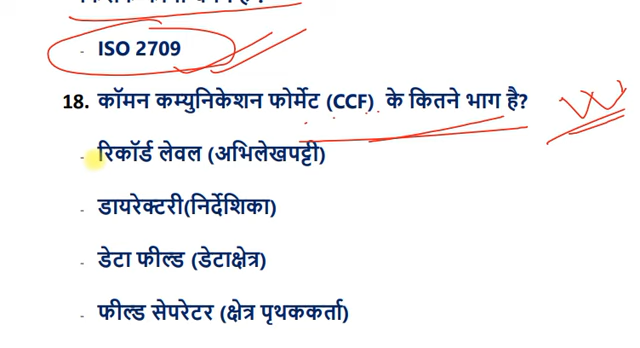 - ISO 2709
18. कॉमन कम्युनिकेशन फोर्मेट (CCF) के कितने भाग है?
- रिकॉर्ड लेवल (अभिलेखपट्टी)
- डायरेक्टरी(निर्देशिका)
- डेटा फील्ड (डेटाक्षेत्र)
- फील्ड सेपरेटर (क्षेत्र पृथककर्ता)